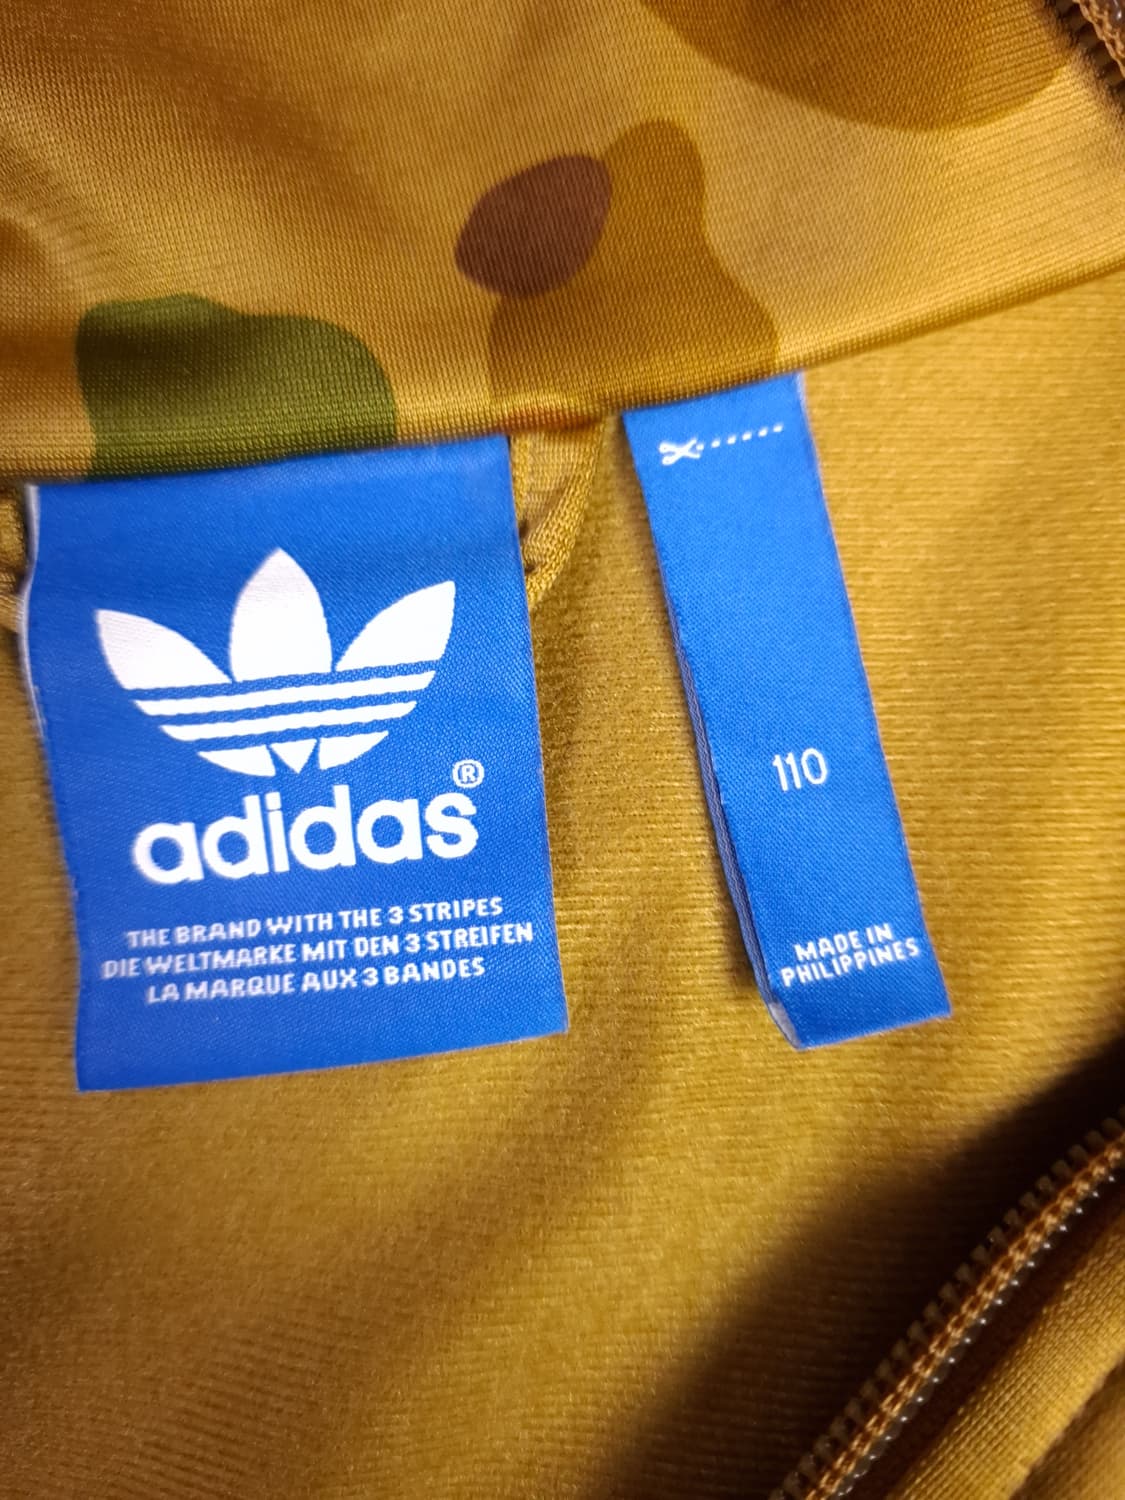 adidas®
THE BRAND WITH THE 3 STRIPES
DIE WELTMARKE MIT DEN 3 STREIFEN
LA MARQUE AUX 3 BANDES
110
MADE IN
PHILIPPINES